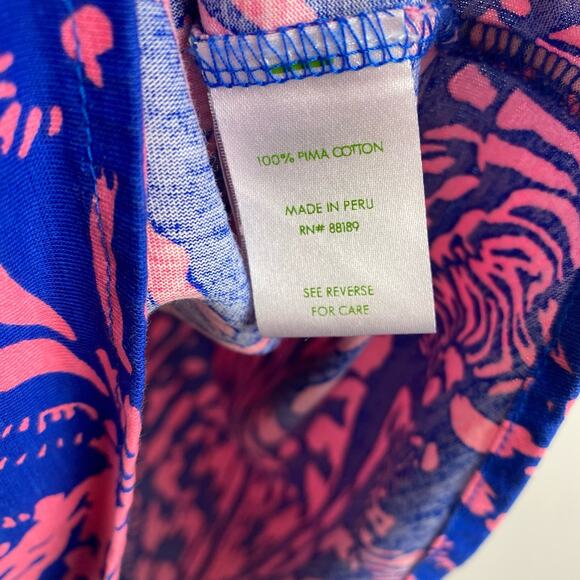 100% PIMA COTTON
MADE IN PERU
RN# 88189
SEE REVERSE
FOR CARE